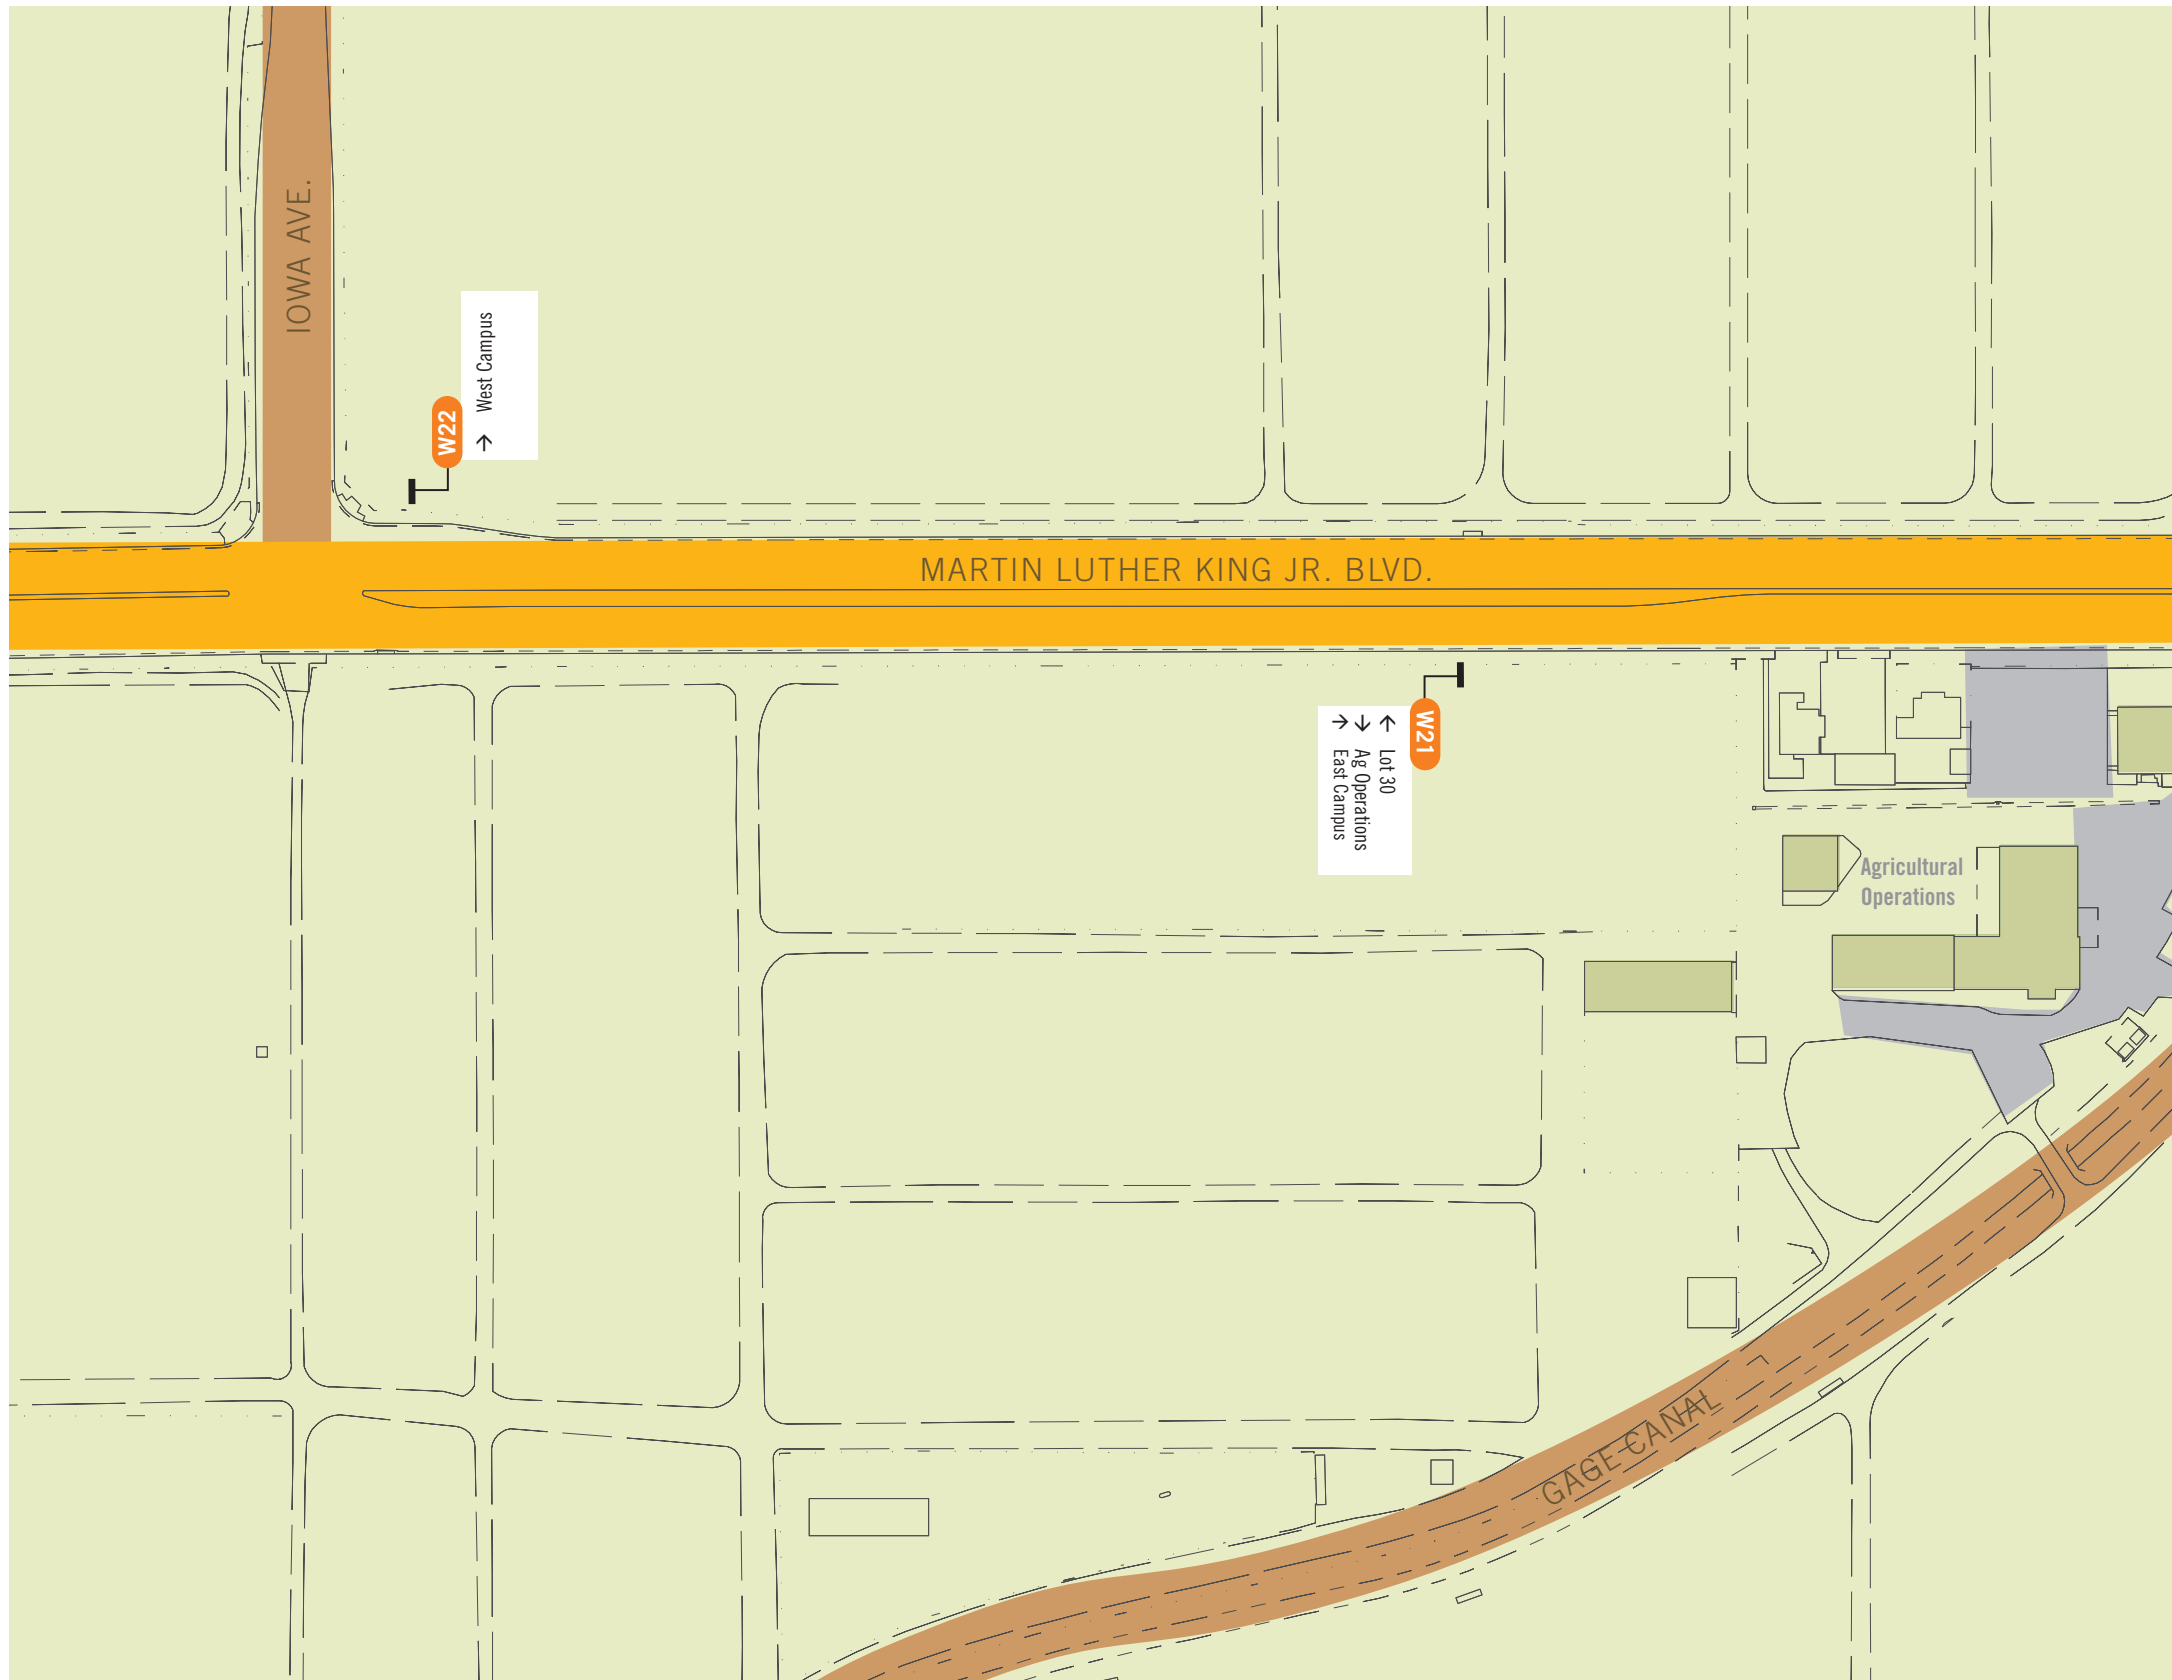 IOWA AVE.
West Campus
W22
MARTIN LUTHER KING JR. BLVD.
W21
Lot 30
Ag Operations
East Campus
Agricultural
Operations
GAGE CANAL